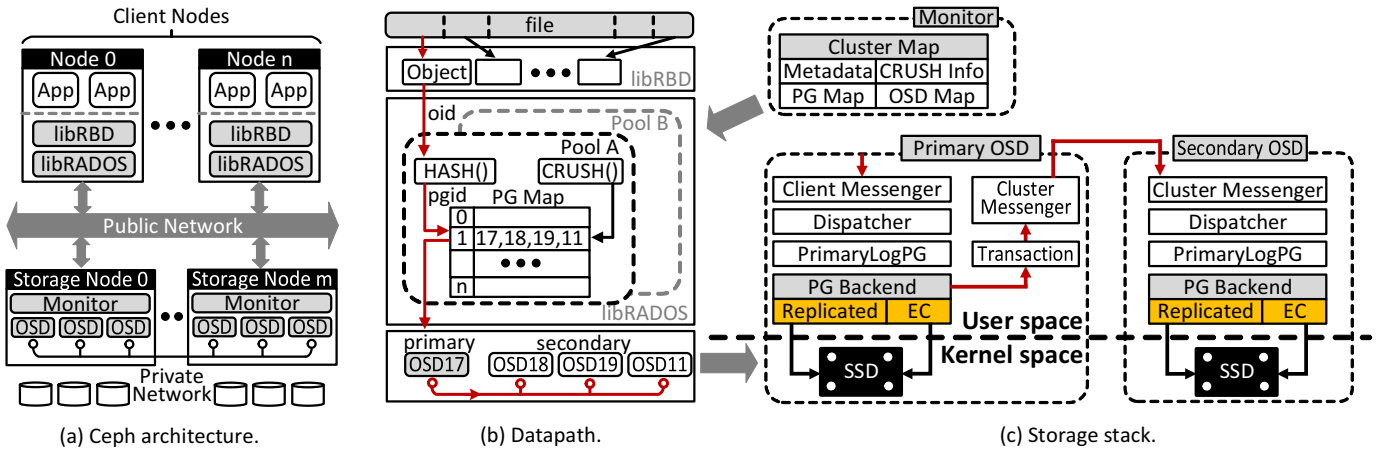 Client Nodes
Node 0
Node n
App App
App App
libRBD
libRBD
libRADOS
libRADOS
Public Network
Storage Node 0
Storage Node m
Monitor
Monitor
OSD OSD OSD
OSD OSD OSD
Private
Network
(a) Ceph architecture.
file
Object
libRBD
oid
Pool B
Pool A
HASH()
CRUSH()
pgid
PG Map
0
1 17,18,19,11
n
libRADOS
primary
secondary
OSD17
OSD18
OSD19
OSD11
(b) Datapath.
Monitor
Cluster Map
Metadata CRUSH Info
PG Map OSD Map
Primary OSD
Client Messenger
Dispatcher
PrimaryLogPG
PG Backend
Replicated EC
Cluster
Messenger
Transaction
SSD
User space
Kernel space
Secondary OSD
Cluster Messenger
Dispatcher
PrimaryLogPG
PG Backend
Replicated EC
SSD
(c) Storage stack.